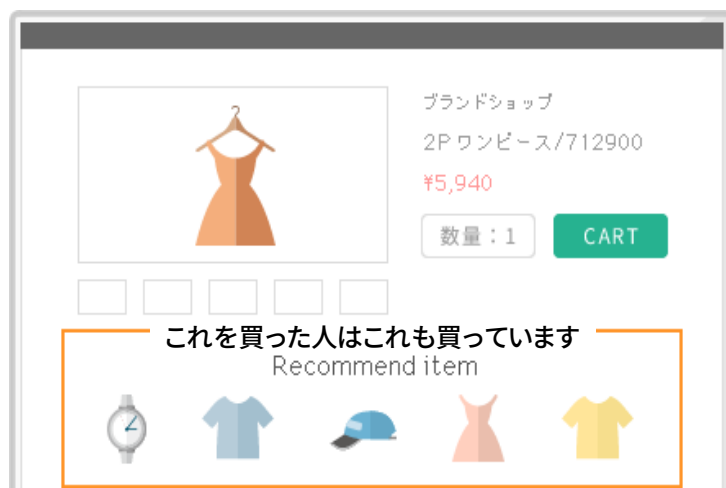 ブランドショップ
2Pワンピース/712900
¥5,940
数量：1
CART
これを買った人はこれも買っています
Recommend item